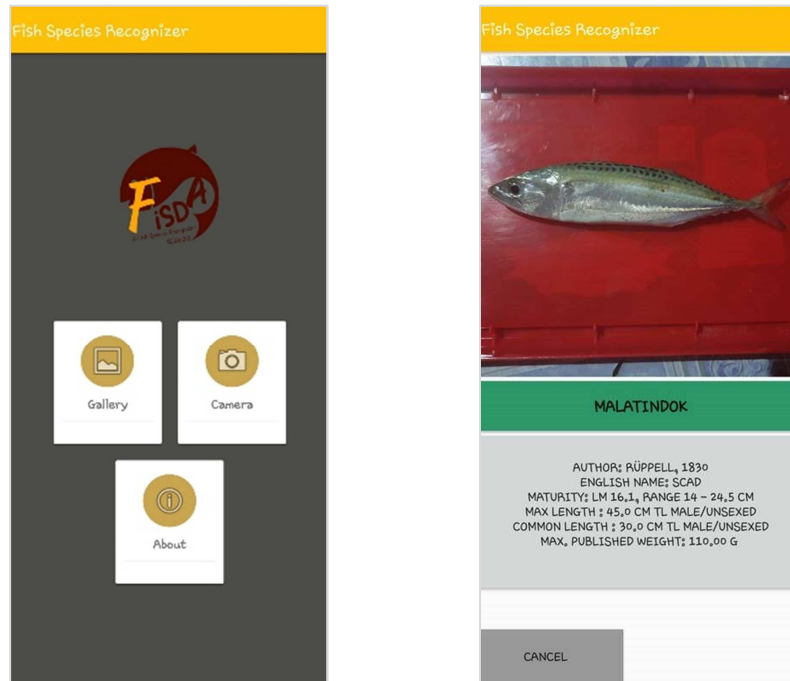 Fish Species Recognizer
FiSDA
Gallery
Camera
About
Fish Species Recognizer
MALATINDOK
AUTHOR: RÜPPELL, 1830
ENGLISH NAME: SCAD
MATURITY: LM 16.1, RANGE 14 - 24.5 CM
MAX LENGTH : 45.0 CM TL MALE/UNSEXED
COMMON LENGTH : 30.0 CM TL MALE/UNSEXED
MAX. PUBLISHED WEIGHT: 110.00 G
CANCEL